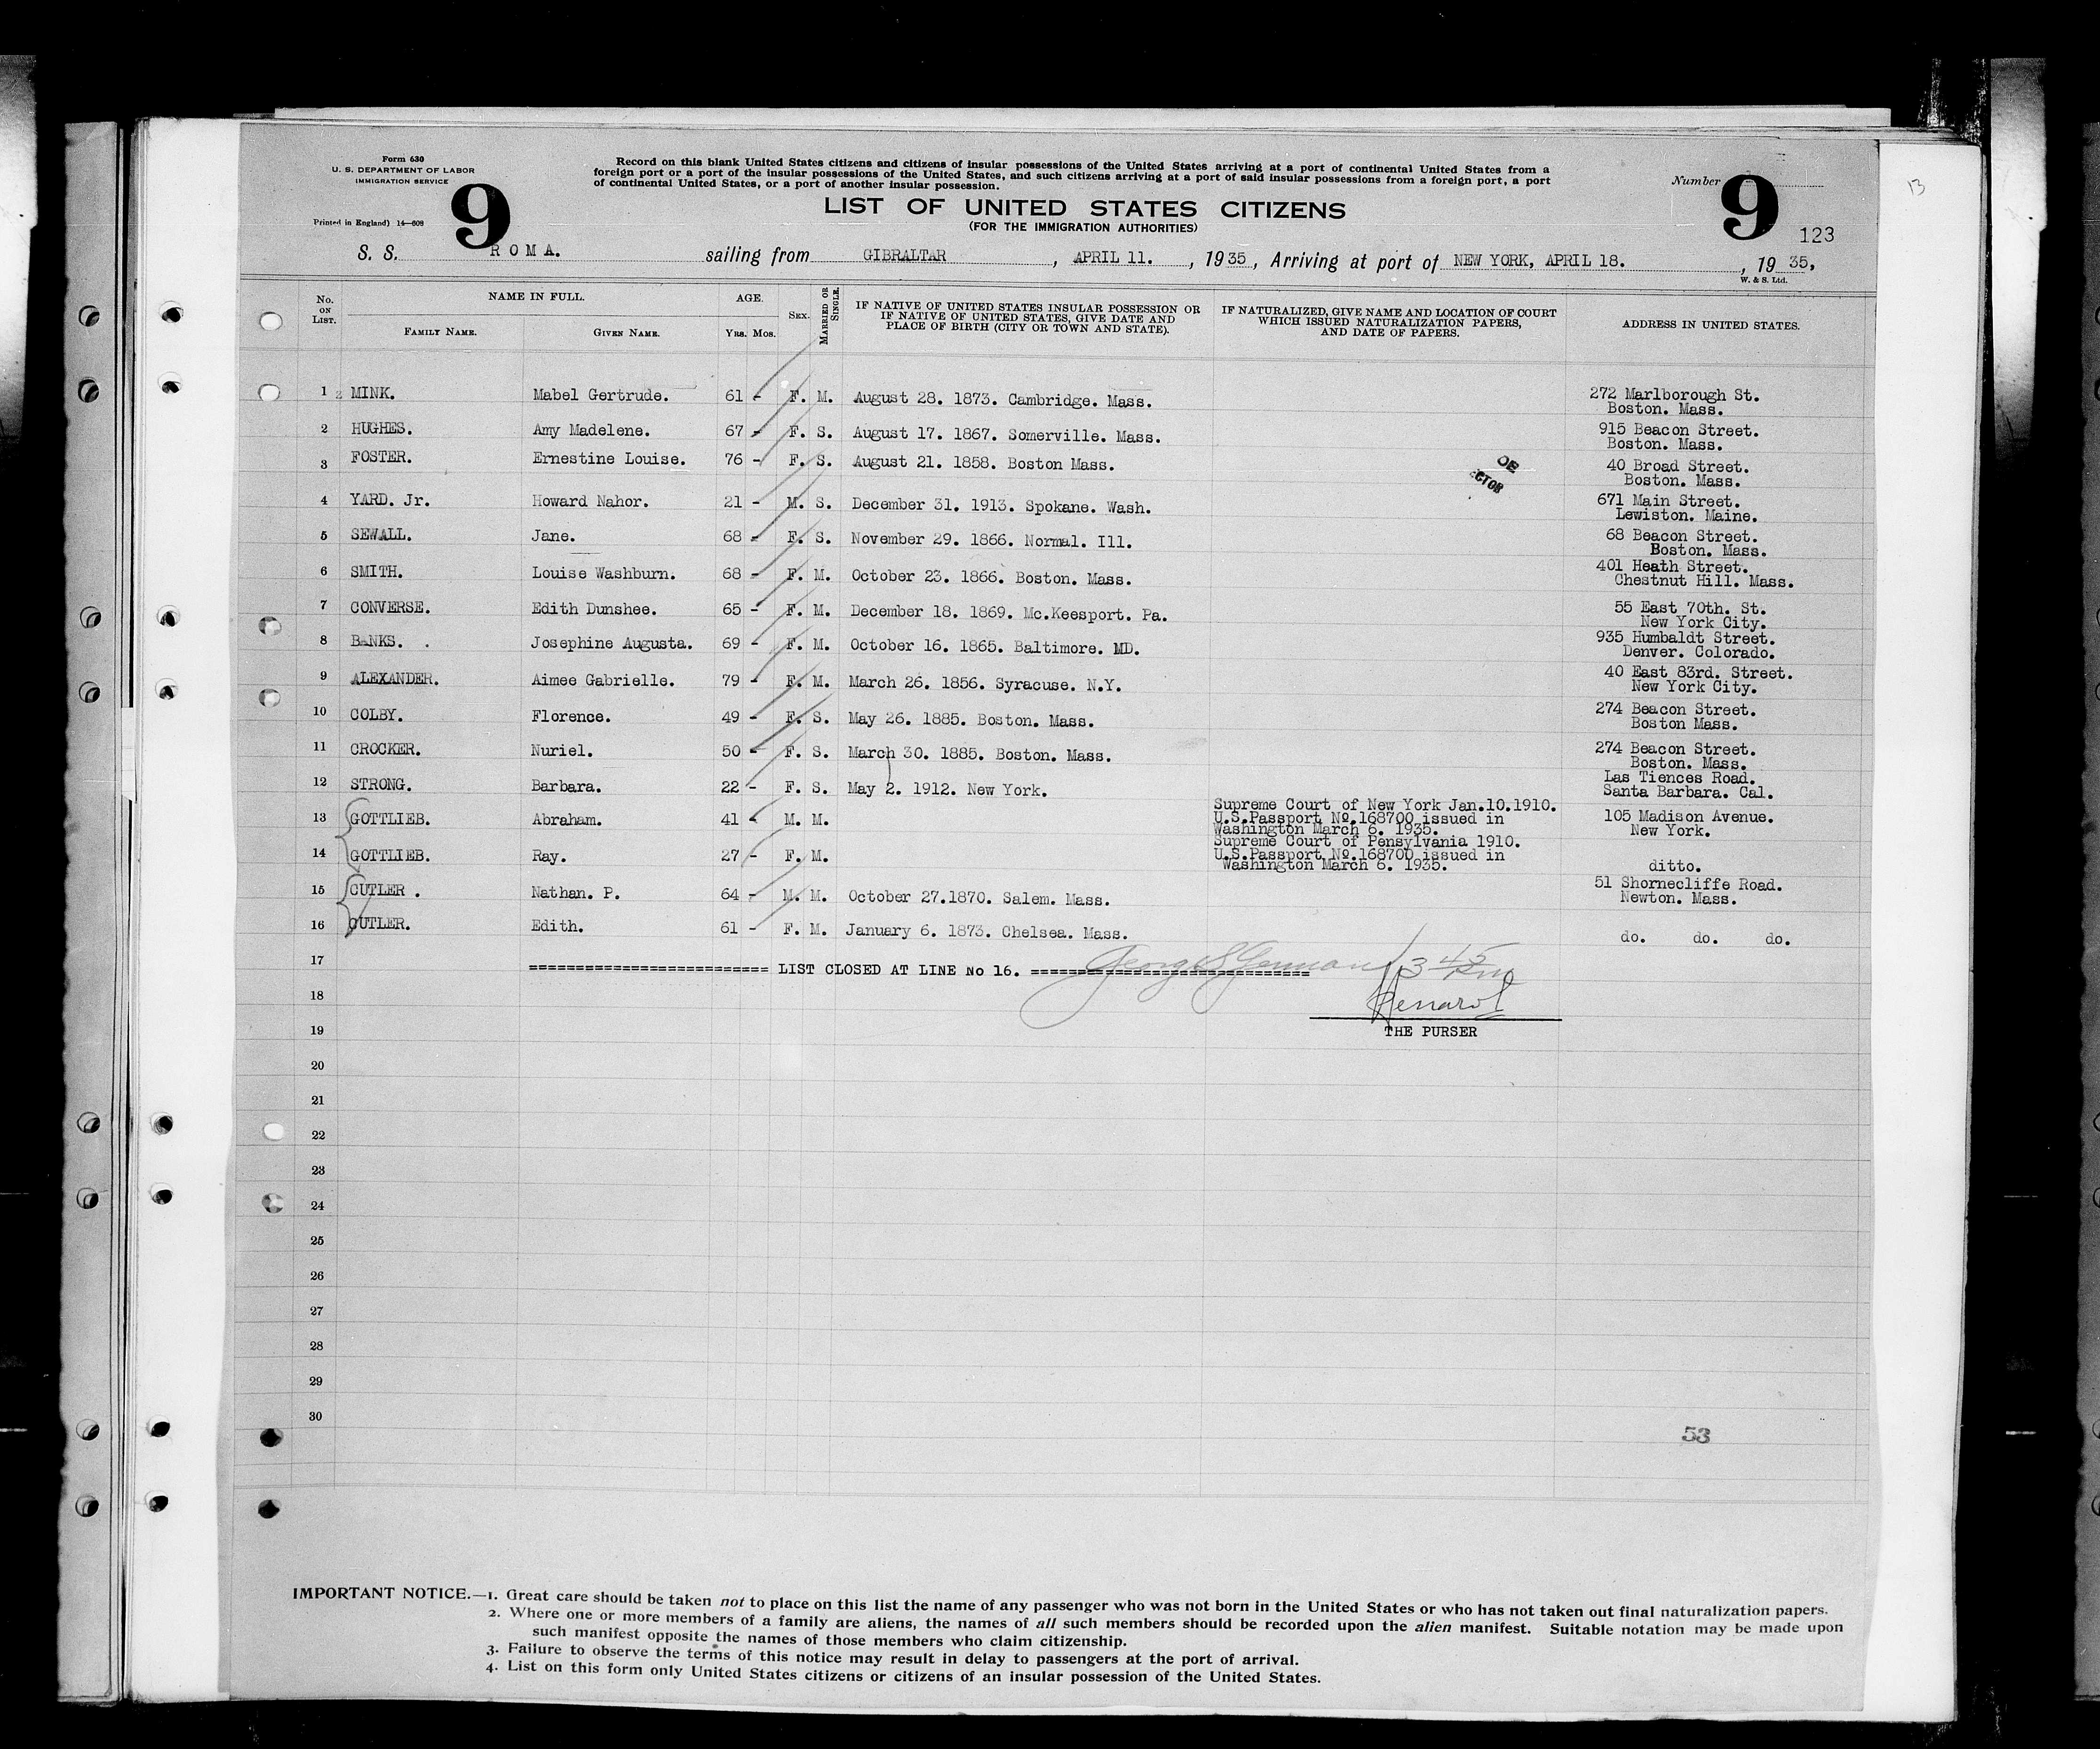 Form 630
U. S. DEPARTMENT OF LABOR
IMMIGRATION SERVICE
Printed in England) 14—608
9
Record on this blank United States citizens and citizens of insular possessions of the United States arriving at a port of continental United States from a
foreign port or a port of the insular possessions of the United States, and such citizens arriving at a port of said insular possessions from a foreign port, a port
of continental United States, or a port of another insular possession.
LIST OF UNITED STATES CITIZENS
(FOR THE IMMIGRATION AUTHORITIES)
Number
9
13
123
S. S. ROMA. sailing from GIBRALTAR, APRIL 11., 1935, Arriving at port of NEW YORK, APRIL 18., 1935,
W. & S. Ltd.
No. ON LIST. NAME IN FULL. AGE. SEX. MARRIED OR SINGLE. IF NATIVE OF UNITED STATES INSULAR POSSESSION OR IF NATIVE OF UNITED STATES, GIVE DATE AND PLACE OF BIRTH (CITY OR TOWN AND STATE). IF NATURALIZED, GIVE NAME AND LOCATION OF COURT WHICH ISSUED NATURALIZATION PAPERS, AND DATE OF PAPERS. ADDRESS IN UNITED STATES.
FAMILY NAME. GIVEN NAME. YRS. MOS.
1 2 MINK. Mabel Gertrude. 61 - F. M. August 28. 1873. Cambridge. Mass. 272 Marlborough St.
Boston. Mass.
2 HUGHES. Amy Madelene. 67 - F. S. August 17. 1867. Somerville. Mass. 915 Beacon Street.
Boston. Mass.
3 FOSTER. Ernestine Louise. 76 - F. S. August 21. 1858. Boston Mass. 40 Broad Street.
Boston. Mass.
4 YARD. Jr. Howard Nahor. 21 - M. S. December 31. 1913. Spokane. Wash. 671 Main Street.
Lewiston. Maine.
5 SEWALL. Jane. 68 - F. S. November 29. 1866. Normal. Ill. 68 Beacon Street.
Boston. Mass.
6 SMITH. Louise Washburn. 68 - F. M. October 23. 1866. Boston. Mass. 401 Heath Street.
Chestnut Hill. Mass.
7 CONVERSE. Edith Dunshee. 65 - F. M. December 18. 1869. Mc.Keesport. Pa. 55 East 70th. St.
New York City.
8 BANKS. Josephine Augusta. 69 - F. M. October 16. 1865. Baltimore. MD. 935 Humbaldt Street.
Denver. Colorado.
9 ALEXANDER. Aimee Gabrielle. 79 - F. M. March 26. 1856. Syracuse. N.Y. 40 East 83rd. Street.
New York City.
10 COLBY. Florence. 49 - F. S. May 26. 1885. Boston. Mass. 274 Beacon Street.
Boston Mass.
11 CROCKER. Nuriel. 50 - F. S. March 30. 1885. Boston. Mass. 274 Beacon Street.
Boston. Mass.
12 STRONG. Barbara. 22 - F. S. May 2. 1912. New York. Las Tiences Road.
Santa Barbara. Cal.
13 GOTTLIEB. Abraham. 41 - M. M. Supreme Court of New York Jan.10.1910.
U.S.Passport No.168700 issued in
Washington March 6. 1935. 105 Madison Avenue.
New York.
14 GOTTLIEB. Ray. 27 - F. M. Supreme Court of Pensylvania 1910.
U.S.Passport No.168700 issued in
Washington March 6. 1935. ditto.
15 CUTLER . Nathan. P. 64 - M. M. October 27.1870. Salem. Mass. 51 Shornecliffe Road.
Newton. Mass.
16 CUTLER. Edith. 61 - F. M. January 6. 1873. Chelsea. Mass. do. do. do.
17 ======================== LIST CLOSED AT LINE No 16. ============================
3 45 PM
18
19 THE PURSER
20
21
22
23
24
25
26
27
28
29
30
53
IMPORTANT NOTICE.—1. Great care should be taken not to place on this list the name of any passenger who was not born in the United States or who has not taken out final naturalization papers.
2. Where one or more members of a family are aliens, the names of all such members should be recorded upon the alien manifest. Suitable notation may be made upon
such manifest opposite the names of those members who claim citizenship.
3. Failure to observe the terms of this notice may result in delay to passengers at the port of arrival.
4. List on this form only United States citizens or citizens of an insular possession of the United States.